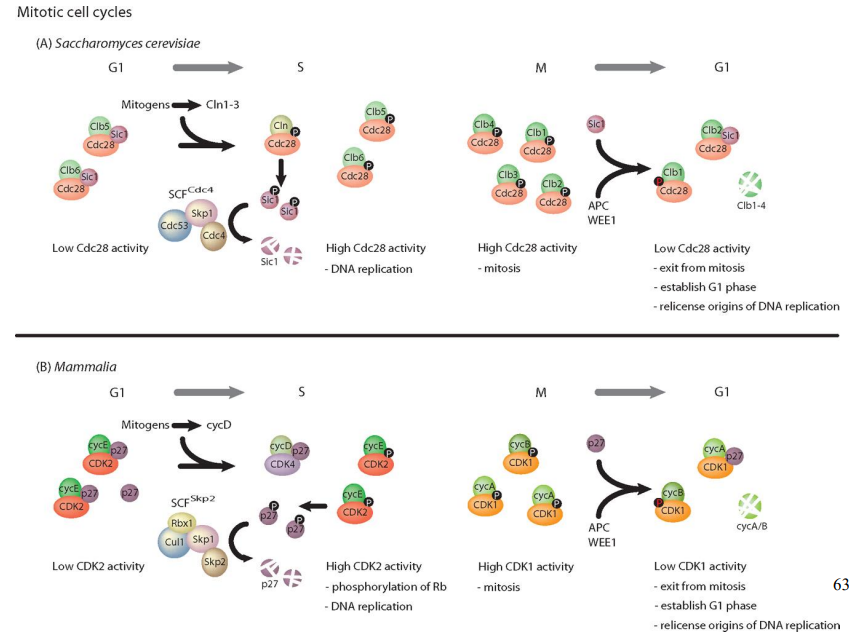 Mitotic cell cycles
(A) Saccharomyces cerevisiae
G1
S
M
G1
Mitogens
Cln1-3
Clb5
Sic1
Cdc28
Clb6
Sic1
Cdc28
SCF^Cdc4
Skp1
Cdc53
Cdc4
Cln
P
Cdc28
P
Sic1
P
Sic1
Sic1
Clb5
P
Cdc28
Clb6
P
Cdc28
Clb4
P
Cdc28
Clb1
P
Cdc28
Clb3
P
Cdc28
Clb2
P
Cdc28
Sic1
APC
WEE1
Clb2
Sic1
Cdc28
Clb1
P
Cdc28
Clb1-4
Low Cdc28 activity
High Cdc28 activity
- DNA replication
High Cdc28 activity
- mitosis
Low Cdc28 activity
- exit from mitosis
- establish G1 phase
- relicense origins of DNA replication
(B) Mammalia
G1
S
M
G1
Mitogens
cycD
cycE
p27
CDK2
cycE
p27
CDK2
p27
SCF^Skp2
Rbx1
Cul1
Skp1
Skp2
cycD
p27
CDK4
P
p27
P
p27
p27
cycE
P
CDK2
cycE
P
CDK2
cycB
P
CDK1
cycA
P
CDK1
cycA
P
CDK1
p27
APC
WEE1
cycA
p27
CDK1
cycB
P
CDK1
cycA/B
Low CDK2 activity
High CDK2 activity
- phosphorylation of Rb
- DNA replication
High CDK1 activity
- mitosis
Low CDK1 activity
- exit from mitosis
- establish G1 phase
- relicense origins of DNA replication
63